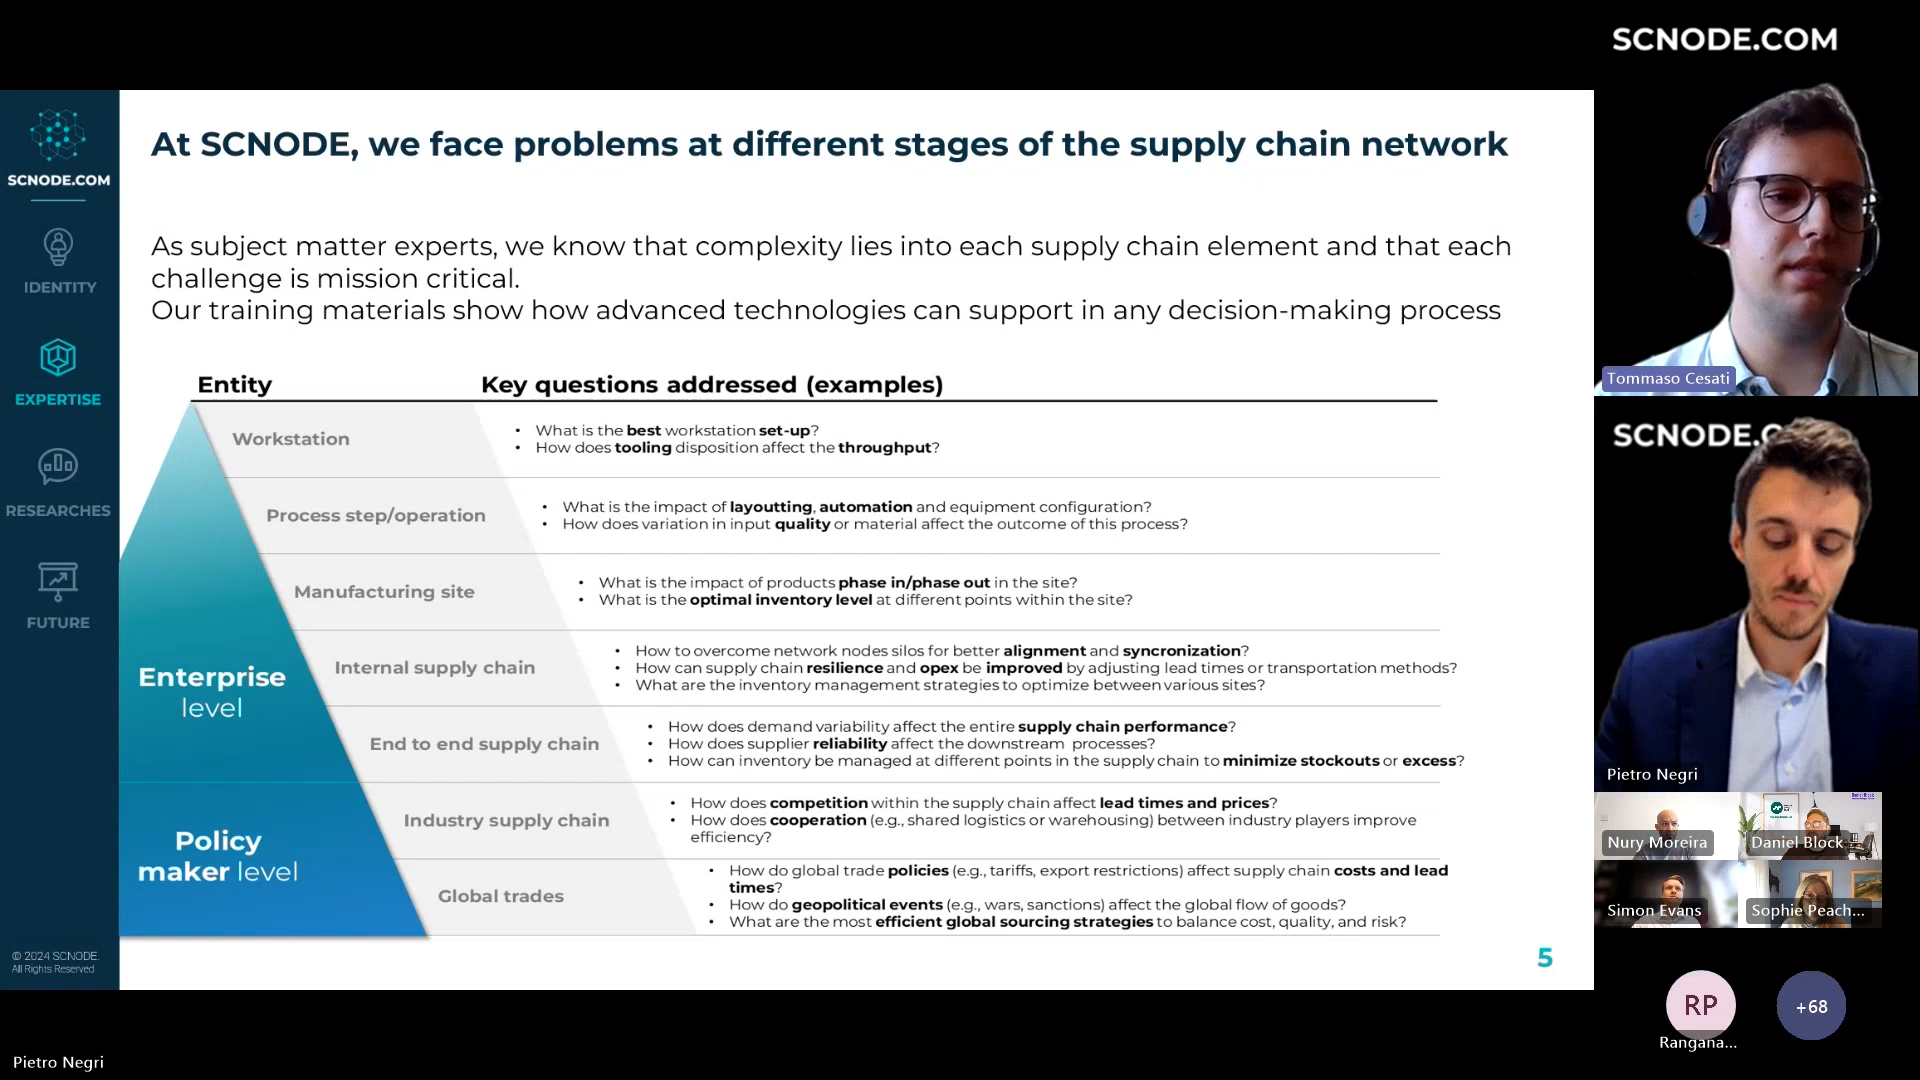 SCNODE.COM
SCNODE.COM
IDENTITY
EXPERTISE
RESEARCHES
FUTURE
© 2024 SCNODE.
All Rights Reserved
At SCNODE, we face problems at different stages of the supply chain network
As subject matter experts, we know that complexity lies into each supply chain element and that each
challenge is mission critical.
Our training materials show how advanced technologies can support in any decision-making process
Entity
Key questions addressed (examples)
Workstation
• What is the best workstation set-up?
• How does tooling disposition affect the throughput?
Process step/operation
• What is the impact of layoutting, automation and equipment configuration?
• How does variation in input quality or material affect the outcome of this process?
Manufacturing site
• What is the impact of products phase in/phase out in the site?
• What is the optimal inventory level at different points within the site?
Enterprise
level
Internal supply chain
• How to overcome network nodes silos for better alignment and syncronization?
• How can supply chain resilience and opex be improved by adjusting lead times or transportation methods?
• What are the inventory management strategies to optimize between various sites?
End to end supply chain
• How does demand variability affect the entire supply chain performance?
• How does supplier reliability affect the downstream processes?
• How can inventory be managed at different points in the supply chain to minimize stockouts or excess?
Policy
maker level
Industry supply chain
• How does competition within the supply chain affect lead times and prices?
• How does cooperation (e.g., shared logistics or warehousing) between industry players improve
efficiency?
Global trades
• How do global trade policies (e.g., tariffs, export restrictions) affect supply chain costs and lead
times?
• How do geopolitical events (e.g., wars, sanctions) affect the global flow of goods?
• What are the most efficient global sourcing strategies to balance cost, quality, and risk?
5
Tommaso Cesati
SCNODE.C
Pietro Negri
Nury Moreira
Daniel Block
Simon Evans
Sophie Peach...
RP
Rangana...
+68
Pietro Negri